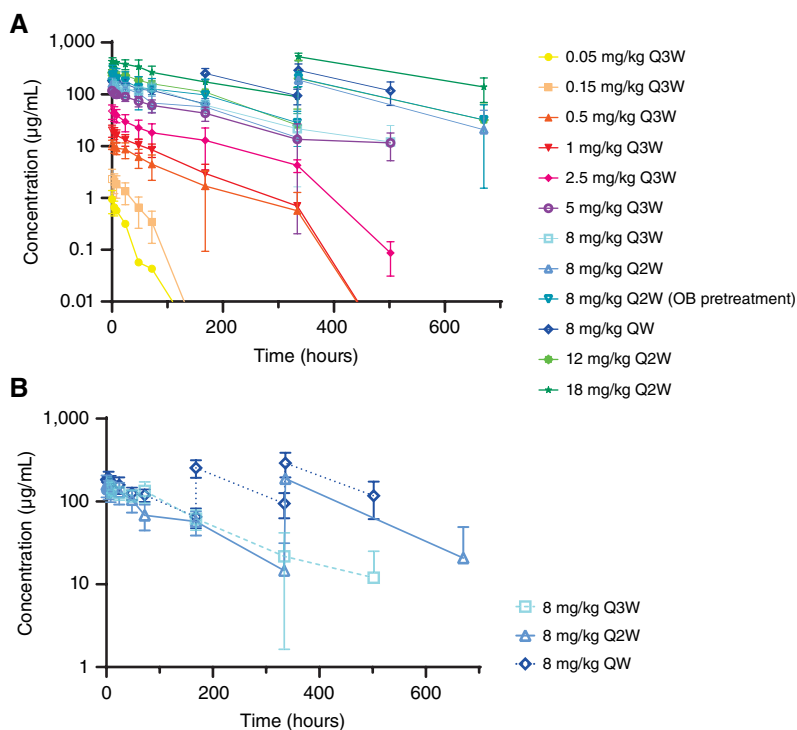 A
1,000
100
10
1
0.1
0.01
Concentration (µg/mL)
0
200
400
600
Time (hours)
0.05 mg/kg Q3W
0.15 mg/kg Q3W
0.5 mg/kg Q3W
1 mg/kg Q3W
2.5 mg/kg Q3W
5 mg/kg Q3W
8 mg/kg Q3W
8 mg/kg Q2W
8 mg/kg Q2W (OB pretreatment)
8 mg/kg QW
12 mg/kg Q2W
18 mg/kg Q2W
B
1,000
100
10
1
Concentration (µg/mL)
0
200
400
600
Time (hours)
8 mg/kg Q3W
8 mg/kg Q2W
8 mg/kg QW